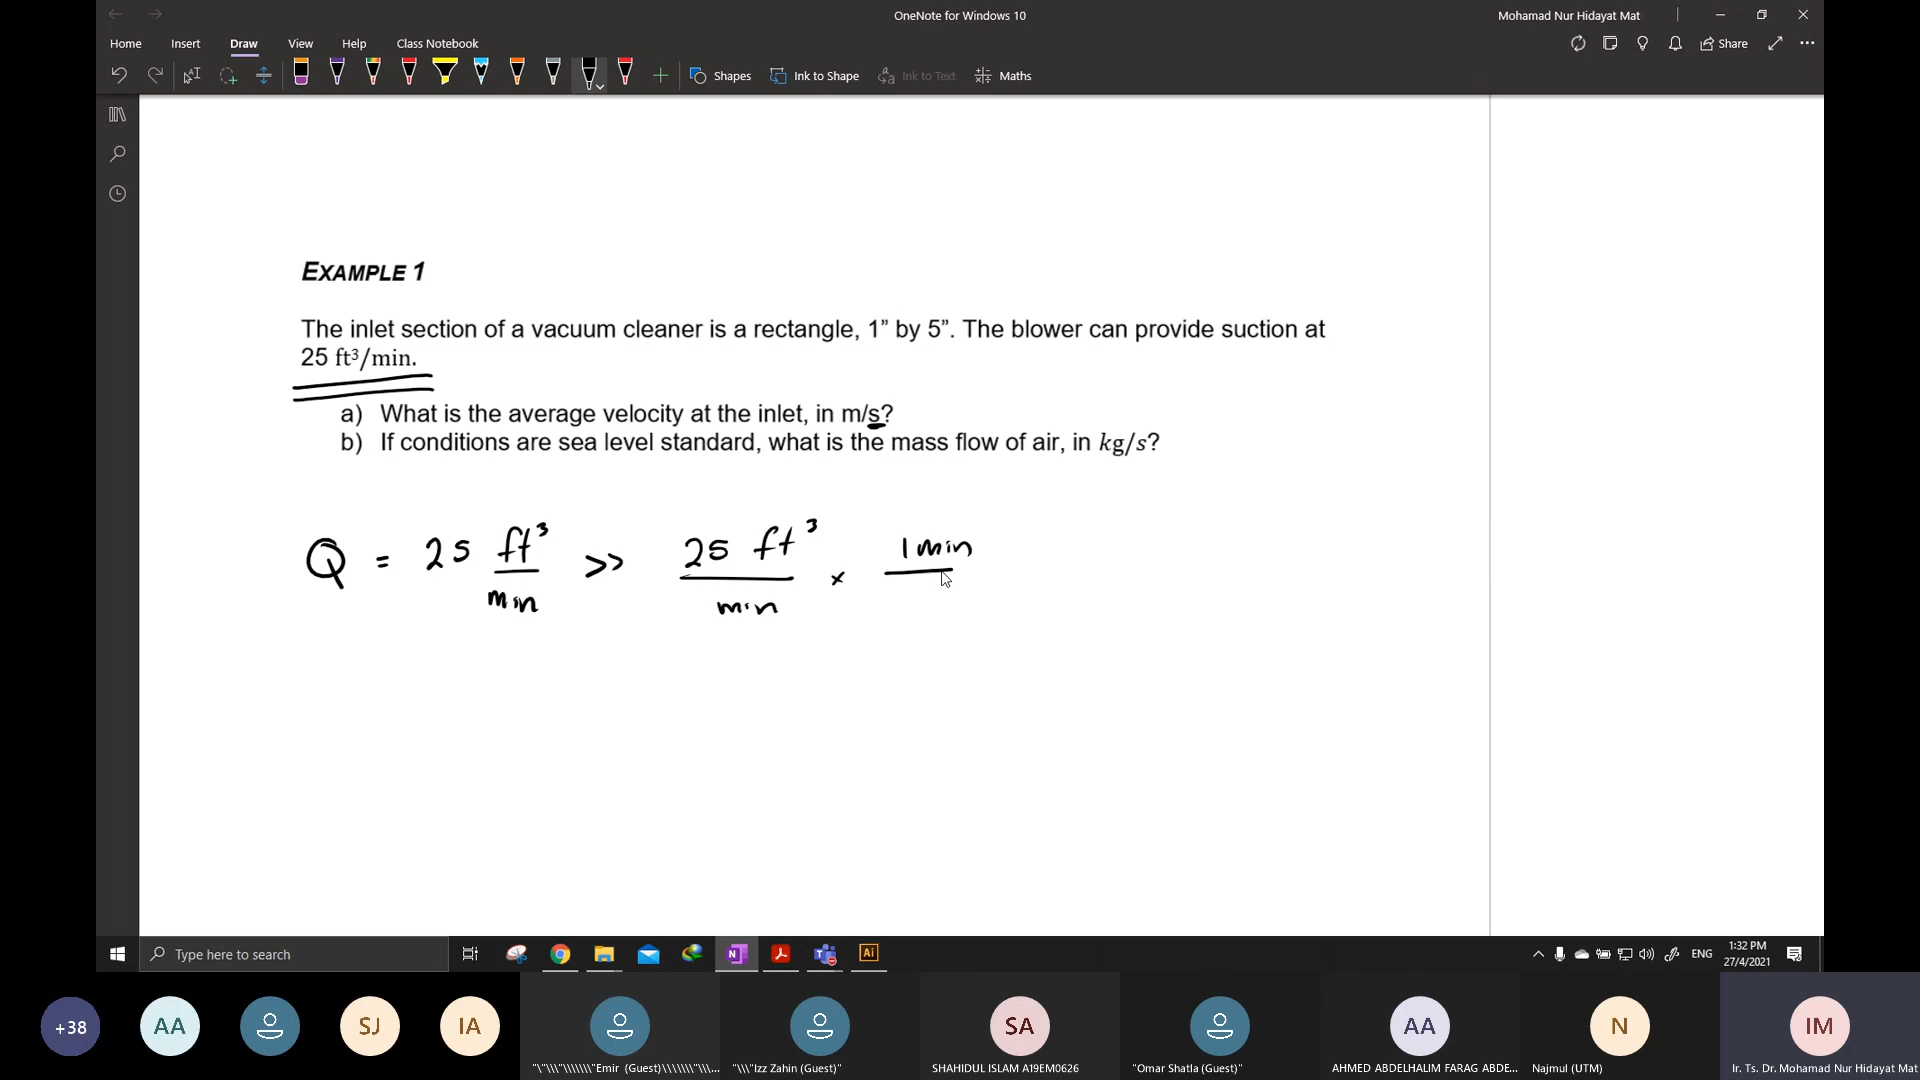 OneNote for Windows 10
Mohamad Nur Hidayat Mat
Home Insert Draw View Help Class Notebook
Share
Shapes Ink to Shape Ink to Text Maths
EXAMPLE 1
The inlet section of a vacuum cleaner is a rectangle, 1” by 5”. The blower can provide suction at
25 ft³/min.
a) What is the average velocity at the inlet, in m/s?
b) If conditions are sea level standard, what is the mass flow of air, in kg/s?
Q = 25 ft³/min >> 25 ft³/min × 1 min
Type here to search
N
Ai
ENG
1:32 PM
27/4/2021
+38
AA
SJ
IA
SA
AA
N
IM
"\"\\\"\\\\\\\"Emir (Guest)\\\\\\\"\\\...
"\\\"Izz Zahin (Guest)"
SHAHIDUL ISLAM A19EM0626
"Omar Shatla (Guest)"
AHMED ABDELHALIM FARAG ABDE...
Najmul (UTM)
Ir. Ts. Dr. Mohamad Nur Hidayat Mat